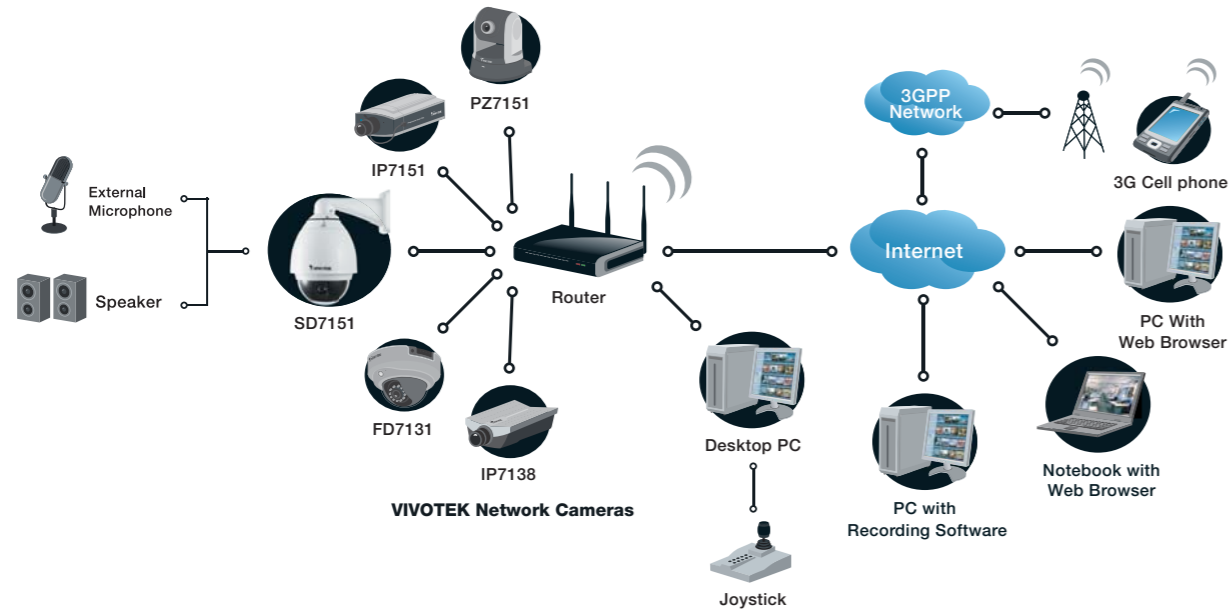 PZ7151
IP7151
External
Microphone
Speaker
SD7151
FD7131
IP7138
VIVOTEK Network Cameras
Router
Desktop PC
Joystick
3GPP
Network
3G Cell phone
Internet
PC With
Web Browser
Notebook with
Web Browser
PC with
Recording Software